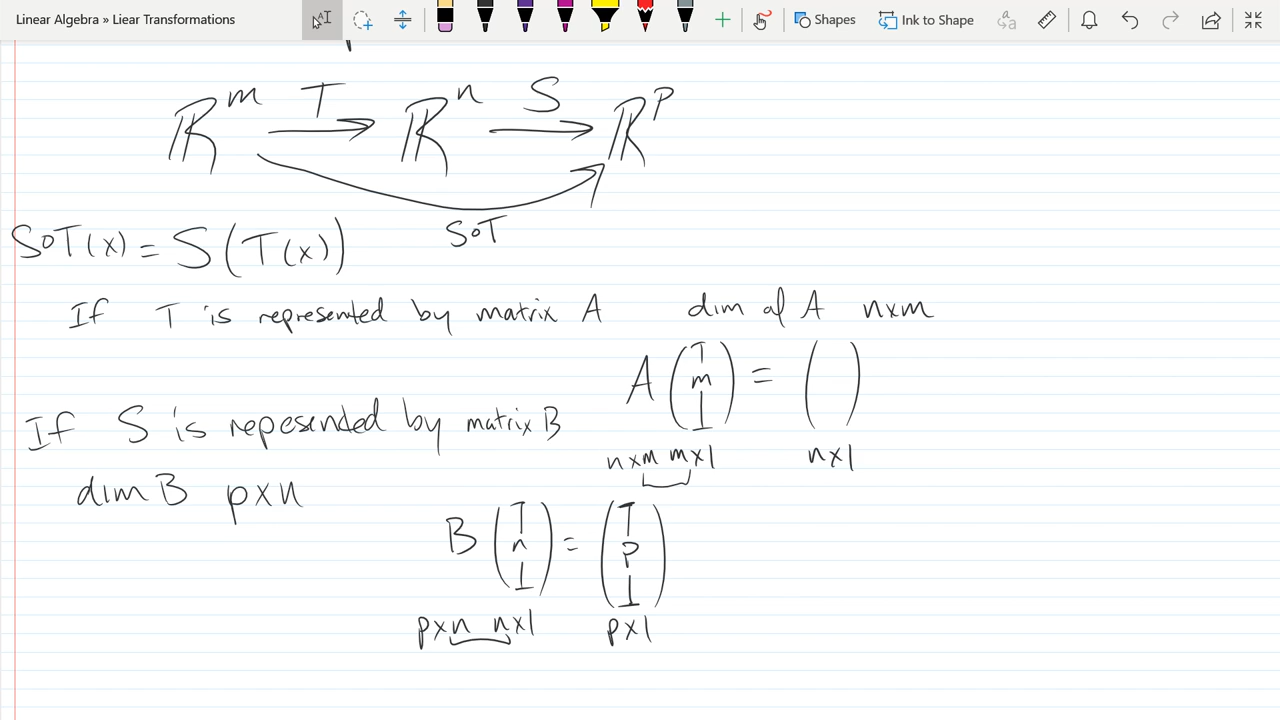 Linear Algebra » Liear Transformations
Shapes Ink to Shape
ℝ^m T→ ℝ^n S→ ℝ^p
S∘T
S∘T(x) = S(T(x))
If T is represented by matrix A dim of A n×m
A ( m ) = ( )
n×m m×1 n×1
If S is repesented by matrix B
dim B p×n
B ( n ) = ( p )
p×n n×1 p×1